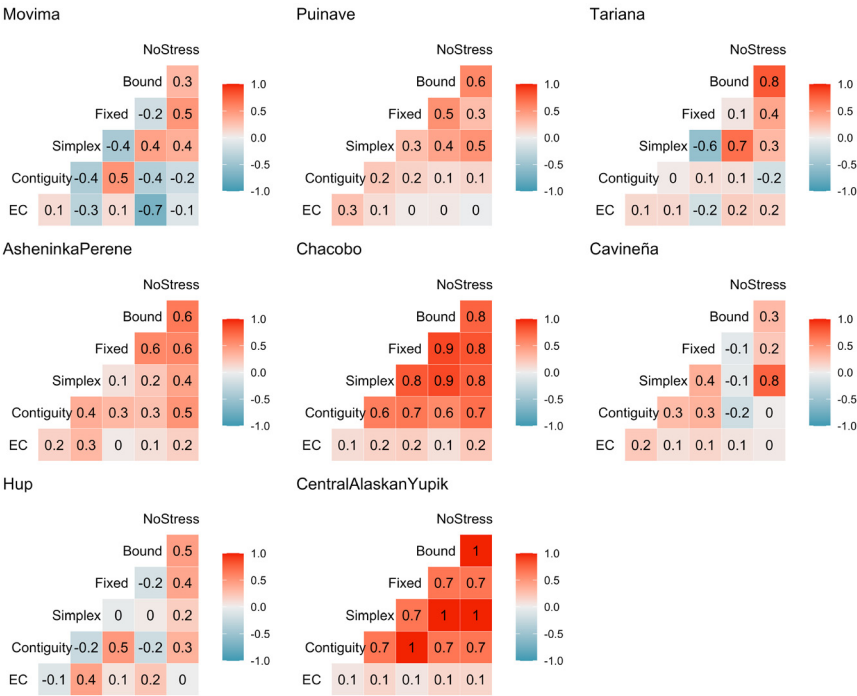 Movima
NoStress
Bound 0.3
Fixed -0.2 0.5
Simplex -0.4 0.4 0.4
Contiguity -0.4 0.5 -0.4 -0.2
EC 0.1 -0.3 0.1 -0.7 -0.1
1.0
0.5
0.0
-0.5
-1.0
Puinave
NoStress
Bound 0.6
Fixed 0.5 0.3
Simplex 0.3 0.4 0.5
Contiguity 0.2 0.2 0.1 0.1
EC 0.3 0.1 0 0 0
1.0
0.5
0.0
-0.5
-1.0
Tariana
NoStress
Bound 0.8
Fixed 0.1 0.4
Simplex -0.6 0.7 0.3
Contiguity 0 0.1 0.1 -0.2
EC 0.1 0.1 -0.2 0.2 0.2
1.0
0.5
0.0
-0.5
-1.0
AsheninkaPerene
NoStress
Bound 0.6
Fixed 0.6 0.6
Simplex 0.1 0.2 0.4
Contiguity 0.4 0.3 0.3 0.5
EC 0.2 0.3 0 0.1 0.2
1.0
0.5
0.0
-0.5
-1.0
Chacobo
NoStress
Bound 0.8
Fixed 0.9 0.8
Simplex 0.8 0.9 0.8
Contiguity 0.6 0.7 0.6 0.7
EC 0.1 0.2 0.2 0.1 0.2
1.0
0.5
0.0
-0.5
-1.0
Cavineña
NoStress
Bound 0.3
Fixed -0.1 0.2
Simplex 0.4 -0.1 0.8
Contiguity 0.3 0.3 -0.2 0
EC 0.2 0.1 0.1 0.1 0
1.0
0.5
0.0
-0.5
-1.0
Hup
NoStress
Bound 0.5
Fixed -0.2 0.4
Simplex 0 0 0.2
Contiguity -0.2 0.5 -0.2 0.3
EC -0.1 0.4 0.1 0.2 0
1.0
0.5
0.0
-0.5
-1.0
CentralAlaskanYupik
NoStress
Bound 1
Fixed 0.7 0.7
Simplex 0.7 1 1
Contiguity 0.7 1 0.7 0.7
EC 0.1 0.1 0.1 0.1 0.1
1.0
0.5
0.0
-0.5
-1.0